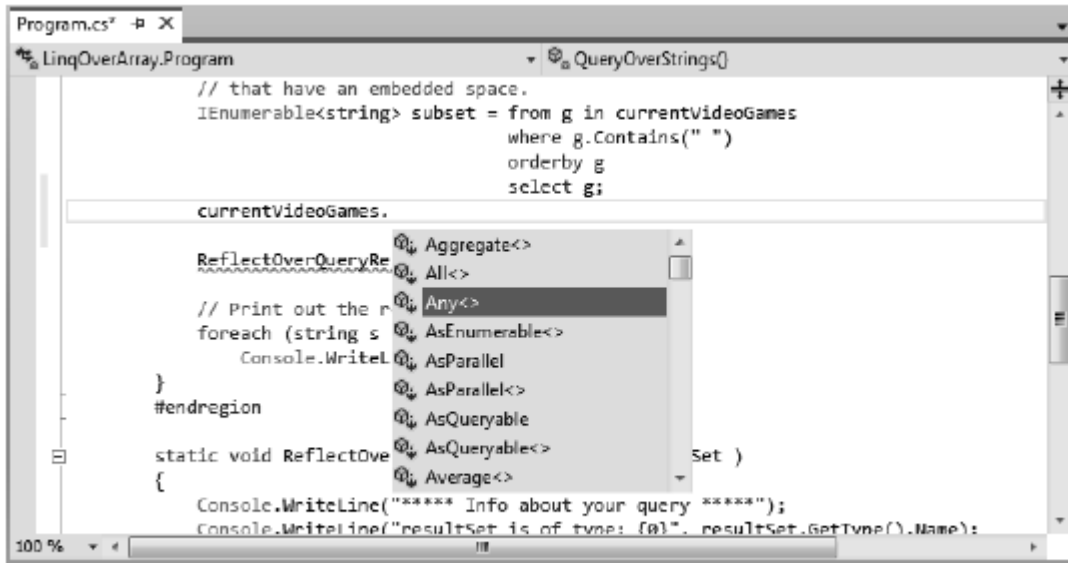 Program.cs*
LinqOverArray.Program
QueryOverStrings()
// that have an embedded space.
IEnumerable<string> subset = from g in currentVideoGames
where g.Contains(" ")
orderby g
select g;
currentVideoGames.
Aggregate<>
ReflectOverQueryRe
All<>
Any<>
// Print out the r
AsEnumerable<>
foreach (string s
AsParallel
Console.WriteL
AsParallel<>
}
#endregion
AsQueryable
AsQueryable<>
static void ReflectOve
Set )
Average<>
{
Console.WriteLine("***** Info about your query *****");
Console.WriteLine("resultSet is of type: {0}", resultSet.GetType().Name);
100 %